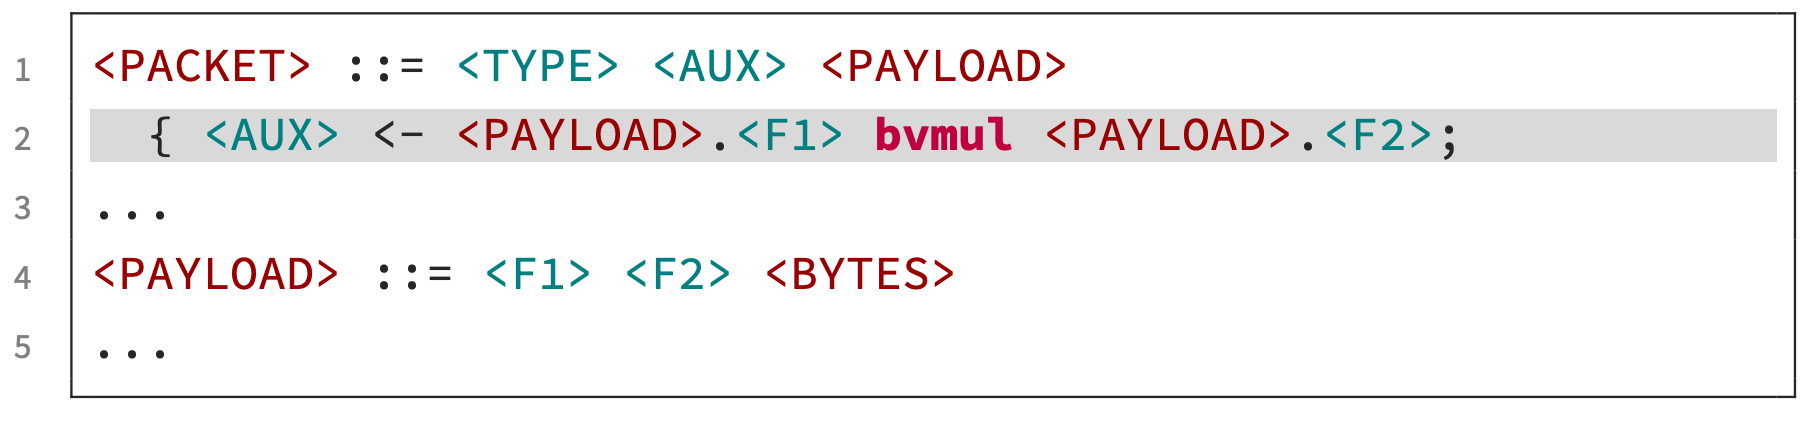 1 <PACKET> ::= <TYPE> <AUX> <PAYLOAD>
2 { <AUX> <- <PAYLOAD>.<F1> bvmul <PAYLOAD>.<F2>;
3 ...
4 <PAYLOAD> ::= <F1> <F2> <BYTES>
5 ...